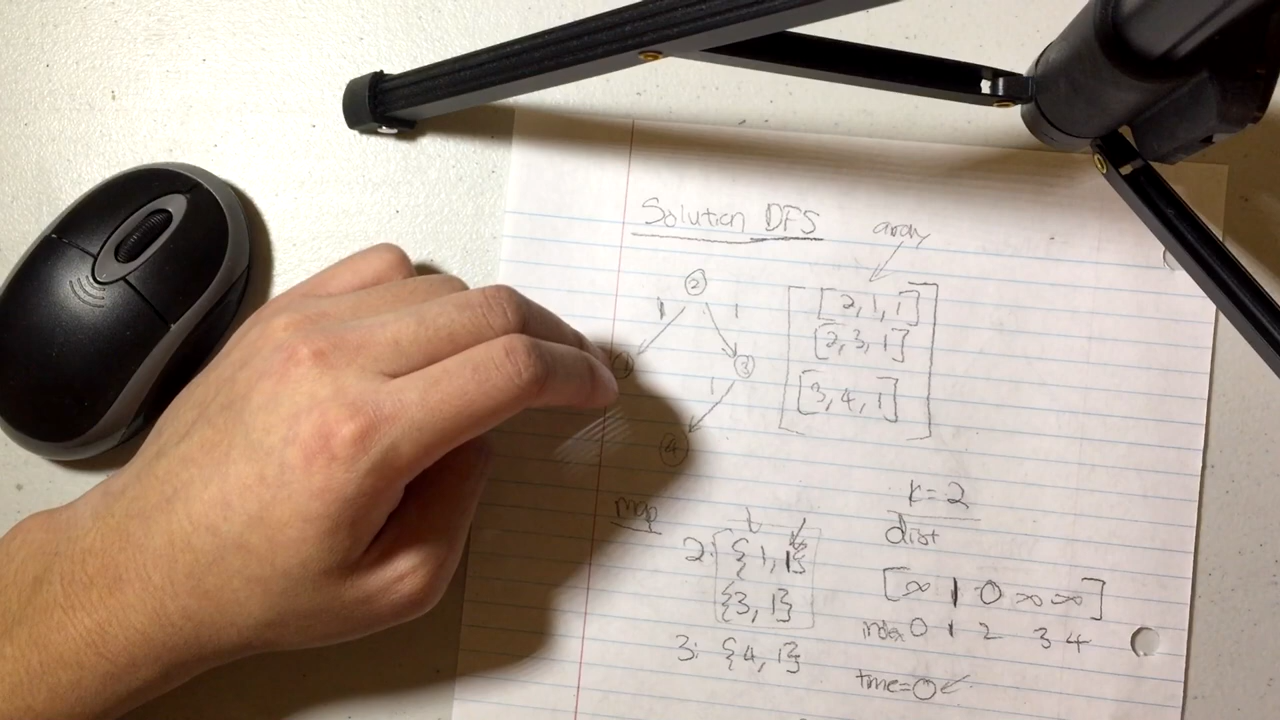 Solution DFS
array
2
1 1
1 3
1
4
[2,1,1]
[2,3,1]
[3,4,1]
map
2: {1,1}
{3,1}
3: {4,1}
k=2
dist
[∞ 1 0 ∞ ∞]
index 0 1 2 3 4
time=0